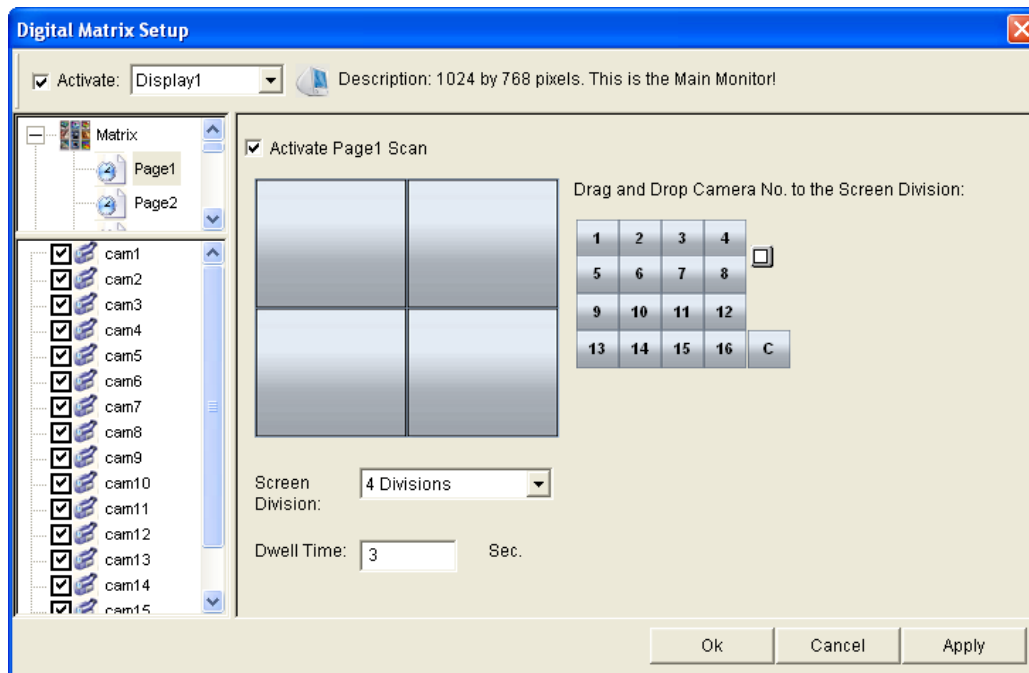 Digital Matrix Setup
Activate: Display1 Description: 1024 by 768 pixels. This is the Main Monitor!
Matrix
Page1
Page2
cam1
cam2
cam3
cam4
cam5
cam6
cam7
cam8
cam9
cam10
cam11
cam12
cam13
cam14
cam15
Activate Page1 Scan
Drag and Drop Camera No. to the Screen Division:
1 2 3 4
5 6 7 8
9 10 11 12
13 14 15 16 C
Screen Division: 4 Divisions
Dwell Time: 3 Sec.
Ok Cancel Apply